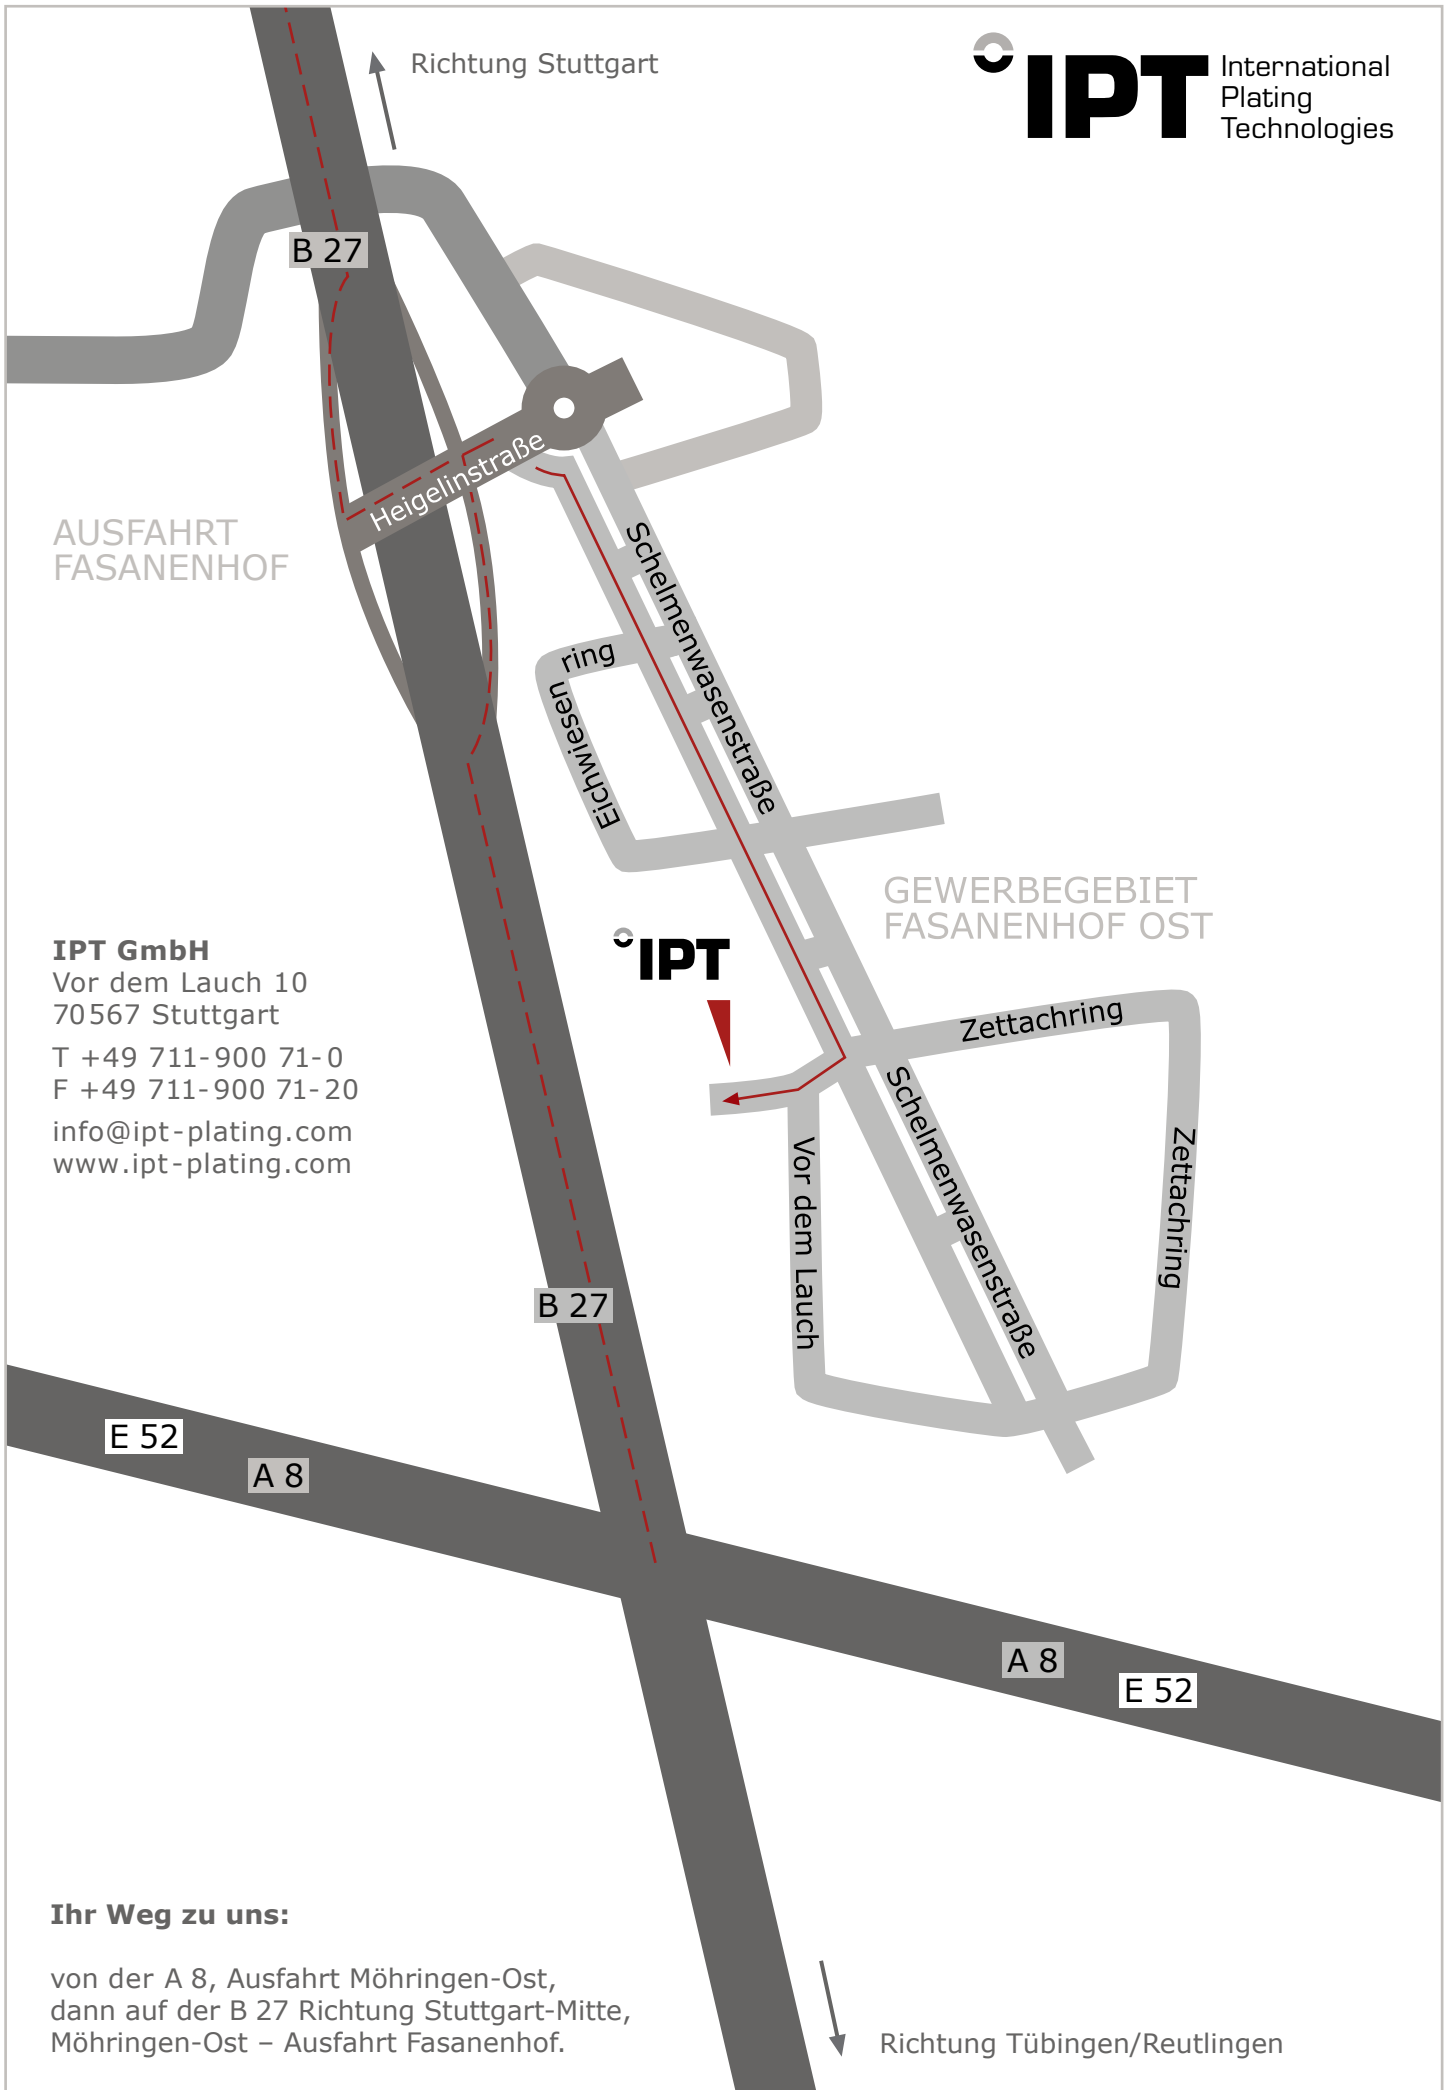 Richtung Stuttgart
IPT
International
Plating
Technologies
B 27
Heigelinstraße
AUSFAHRT
FASANENHOF
Schelmenwasenstraße
ring
Eichwiesen
GEWERBEGEBIET
FASANENHOF OST
IPT
IPT GmbH
Vor dem Lauch 10
70567 Stuttgart
T +49 711-900 71-0
F +49 711-900 71-20
info@ipt-plating.com
www.ipt-plating.com
Zettachring
Schelmenwasenstraße
Zettachring
Vor dem Lauch
B 27
E 52
A 8
A 8
E 52
Ihr Weg zu uns:
von der A 8, Ausfahrt Möhringen-Ost,
dann auf der B 27 Richtung Stuttgart-Mitte,
Möhringen-Ost – Ausfahrt Fasanenhof.
Richtung Tübingen/Reutlingen